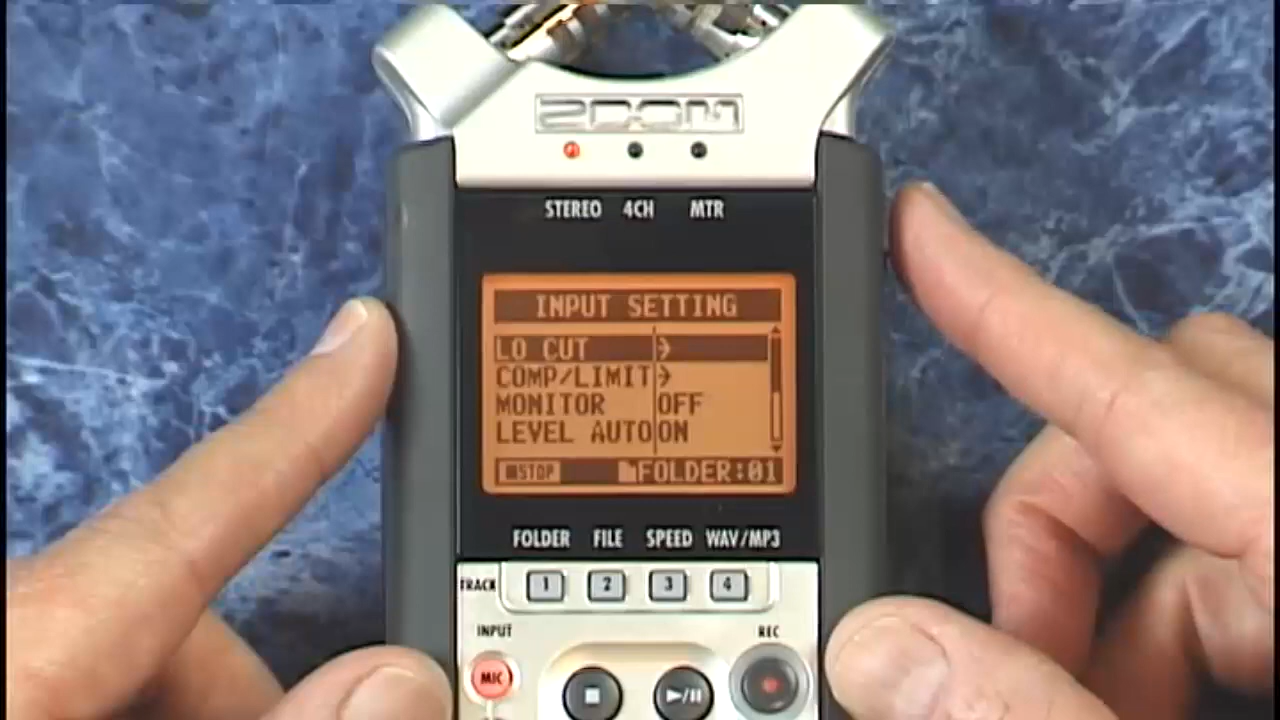 ZOOM
STEREO 4CH MTR
INPUT SETTING
LO CUT
COMP/LIMIT
MONITOR OFF
LEVEL AUTO ON
STOP FOLDER:01
FOLDER FILE SPEED WAV/MP3
TRACK 1 2 3 4
INPUT REC
MIC